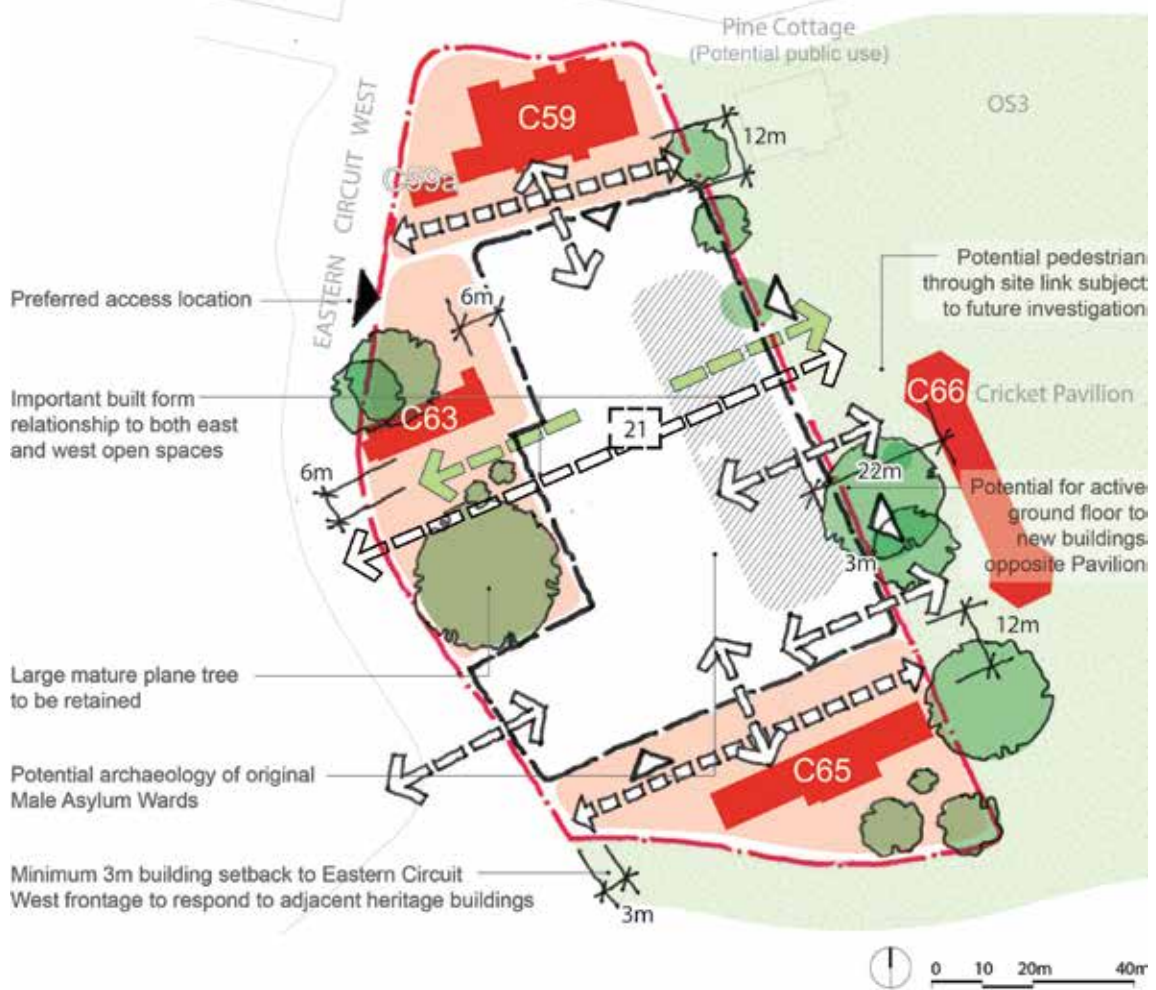 Pine Cottage
(Potential public use)
OS3
C59
12m
EASTERN CIRCUIT WEST
C59a
Potential pedestrian
through site link subject
to future investigation
Preferred access location
6m
Important built form
relationship to both east
and west open spaces
C63
C66
Cricket Pavilion
21
6m
22m
Potential for active
ground floor to
new buildings
opposite Pavilion
3m
12m
Large mature plane tree
to be retained
Potential archaeology of original
Male Asylum Wards
C65
Minimum 3m building setback to Eastern Circuit
West frontage to respond to adjacent heritage buildings
3m
0 10 20m 40m